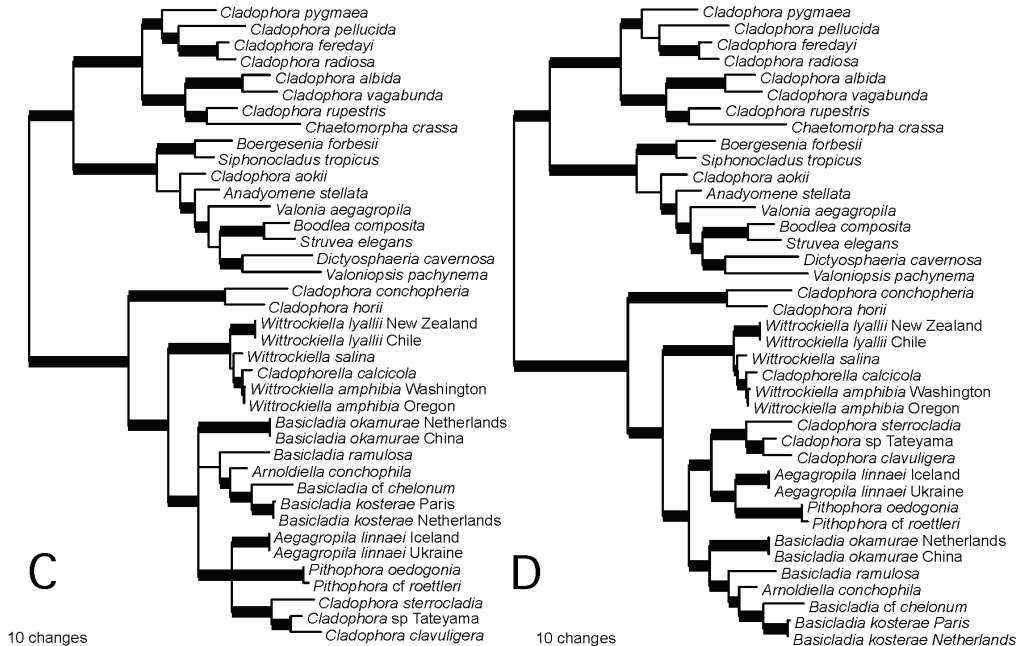 Cladophora pygmaea
Cladophora pellucida
Cladophora feredayi
Cladophora radiosa
Cladophora albida
Cladophora vagabunda
Cladophora rupestris
Chaetomorpha crassa
Boergesenia forbesii
Siphonocladus tropicus
Cladophora aokii
Anadyomene stellata
Valonia aegagropila
Boodlea composita
Struvea elegans
Dictyosphaeria cavernosa
Valoniopsis pachynema
Cladophora conchopheria
Cladophora horii
Wittrockiella lyallii New Zealand
Wittrockiella lyallii Chile
Wittrockiella salina
Cladophorella calcicola
Wittrockiella amphibia Washington
Wittrockiella amphibia Oregon
Basicladia okamurae Netherlands
Basicladia okamurae China
Basicladia ramulosa
Arnoldiella conchophila
Basicladia cf chelonum
Basicladia kosterae Paris
Basicladia kosterae Netherlands
Aegagropila linnaei Iceland
Aegagropila linnaei Ukraine
Pithophora oedogonia
Pithophora cf roettleri
Cladophora sterrocladia
Cladophora sp Tateyama
Cladophora clavuligera
C
10 changes
Cladophora pygmaea
Cladophora pellucida
Cladophora feredayi
Cladophora radiosa
Cladophora albida
Cladophora vagabunda
Cladophora rupestris
Chaetomorpha crassa
Boergesenia forbesii
Siphonocladus tropicus
Cladophora aokii
Anadyomene stellata
Valonia aegagropila
Boodlea composita
Struvea elegans
Dictyosphaeria cavernosa
Valoniopsis pachynema
Cladophora conchopheria
Cladophora horii
Wittrockiella lyallii New Zealand
Wittrockiella lyallii Chile
Wittrockiella salina
Cladophorella calcicola
Wittrockiella amphibia Washington
Wittrockiella amphibia Oregon
Cladophora sterrocladia
Cladophora sp Tateyama
Cladophora clavuligera
Aegagropila linnaei Iceland
Aegagropila linnaei Ukraine
Pithophora oedogonia
Pithophora cf roettleri
Basicladia okamurae Netherlands
Basicladia okamurae China
Basicladia ramulosa
Arnoldiella conchophila
Basicladia cf chelonum
Basicladia kosterae Paris
Basicladia kosterae Netherlands
D
10 changes